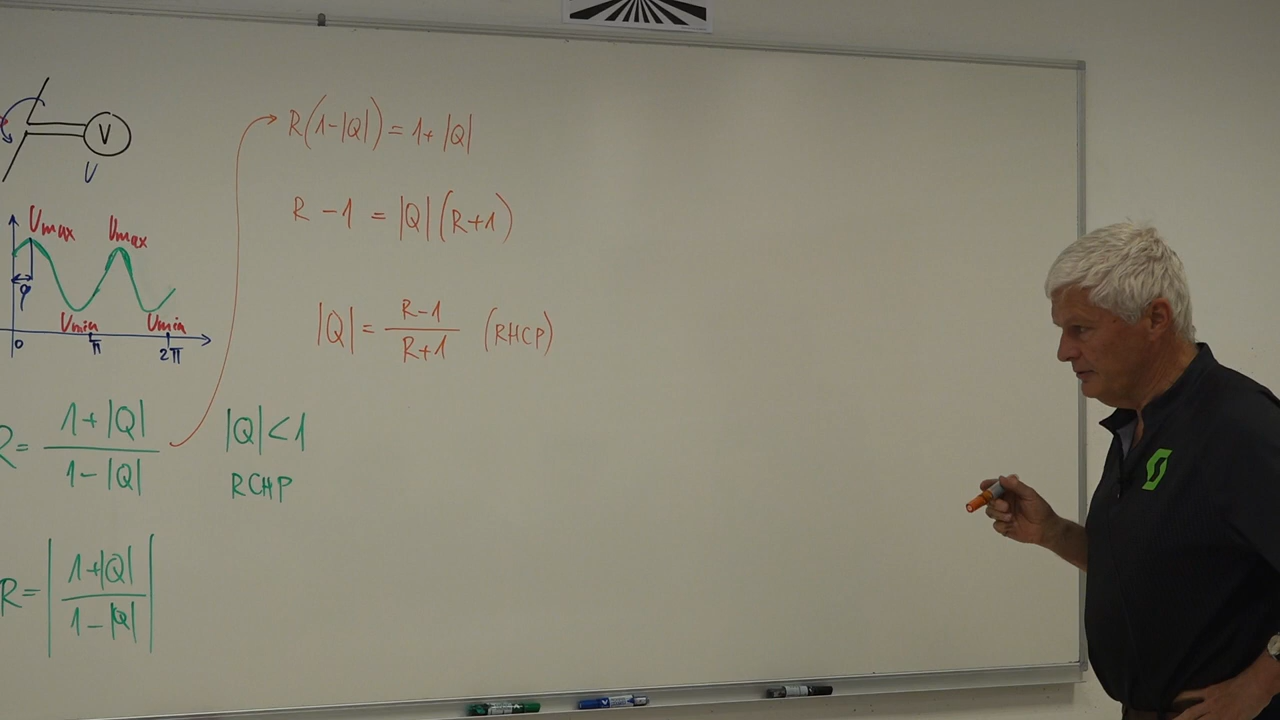 V
V
Vmax Vmax
φ
Vmin Vmin
0 π 2π
R = (1+|Q|)/(1-|Q|)
|Q|<1
RCHP
R = |(1+|Q|)/(1-|Q|)|
R(1-|Q|) = 1+|Q|
R-1 = |Q|(R+1)
|Q| = (R-1)/(R+1) (RHCP)